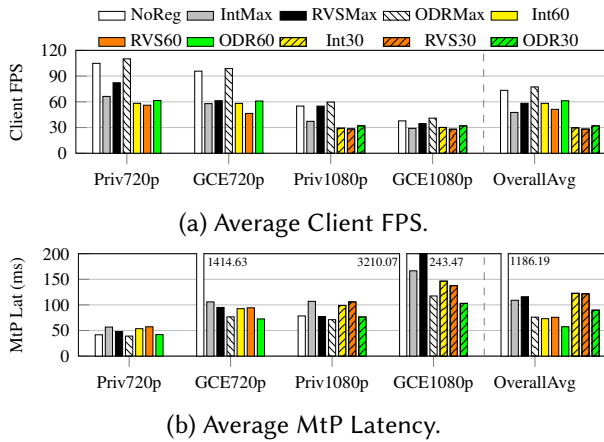 NoReg IntMax RVSMax ODRMax Int60
RVS60 ODR60 Int30 RVS30 ODR30
Client FPS
120
90
60
30
0
Priv720p GCE720p Priv1080p GCE1080p OverallAvg
(a) Average Client FPS.
MtP Lat (ms)
200
150
100
50
0
1414.63 3210.07 243.47 1186.19
Priv720p GCE720p Priv1080p GCE1080p OverallAvg
(b) Average MtP Latency.